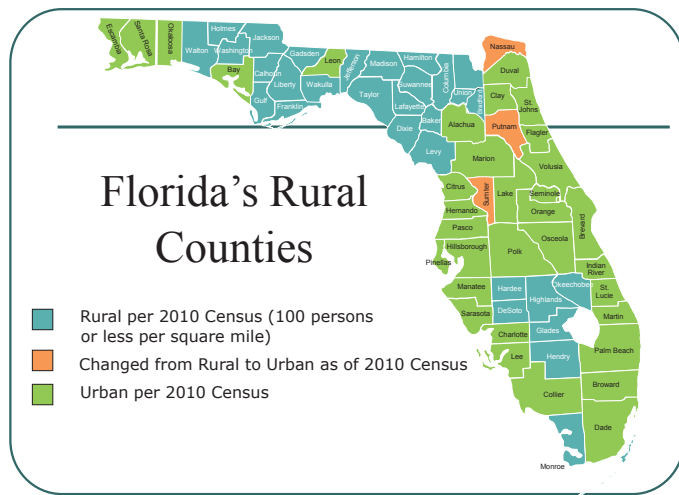 Escambia
Santa Rosa
Okaloosa
Walton
Holmes
Washington
Jackson
Bay
Calhoun
Gulf
Liberty
Gadsden
Franklin
Leon
Wakulla
Jefferson
Madison
Taylor
Hamilton
Suwannee
Lafayette
Dixie
Columbia
Baker
Levy
Union
Bradford
Nassau
Duval
Clay
St.
Johns
Alachua
Putnam
Flagler
Marion
Volusia
Citrus
Sumter
Lake
Seminole
Hernando
Orange
Brevard
Pasco
Osceola
Hillsborough
Polk
Pinellas
Indian
River
Manatee
Hardee
Highlands
Okeechobee
St.
Lucie
Sarasota
DeSoto
Martin
Charlotte
Glades
Lee
Hendry
Palm Beach
Collier
Broward
Dade
Monroe
Florida's Rural
Counties
Rural per 2010 Census (100 persons
or less per square mile)
Changed from Rural to Urban as of 2010 Census
Urban per 2010 Census